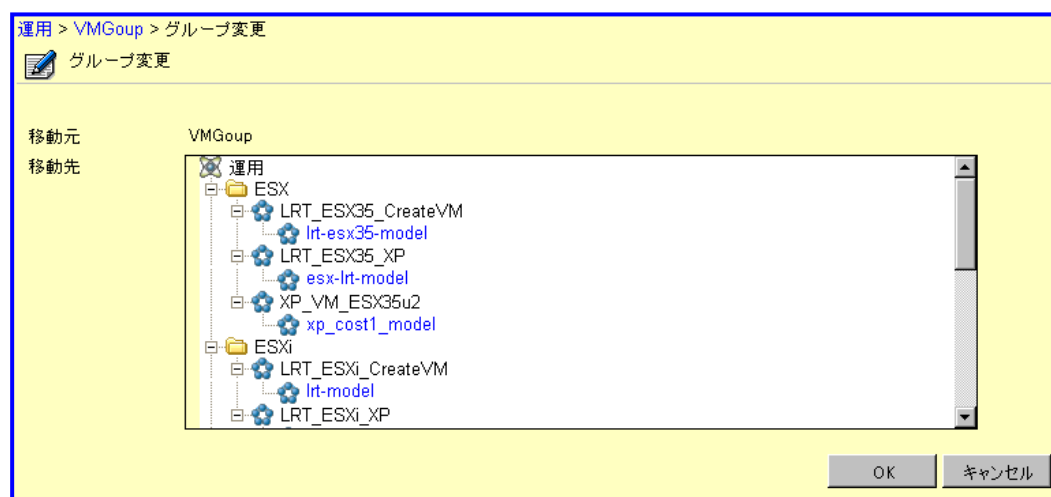 運用 > VMGoup > グループ変更
グループ変更
移動元 VMGoup
移動先
運用
ESX
LRT_ESX35_CreateVM
lrt-esx35-model
LRT_ESX35_XP
esx-lrt-model
XP_VM_ESX35u2
xp_cost1_model
ESXi
LRT_ESXi_CreateVM
lrt-model
LRT_ESXi_XP
OK キャンセル